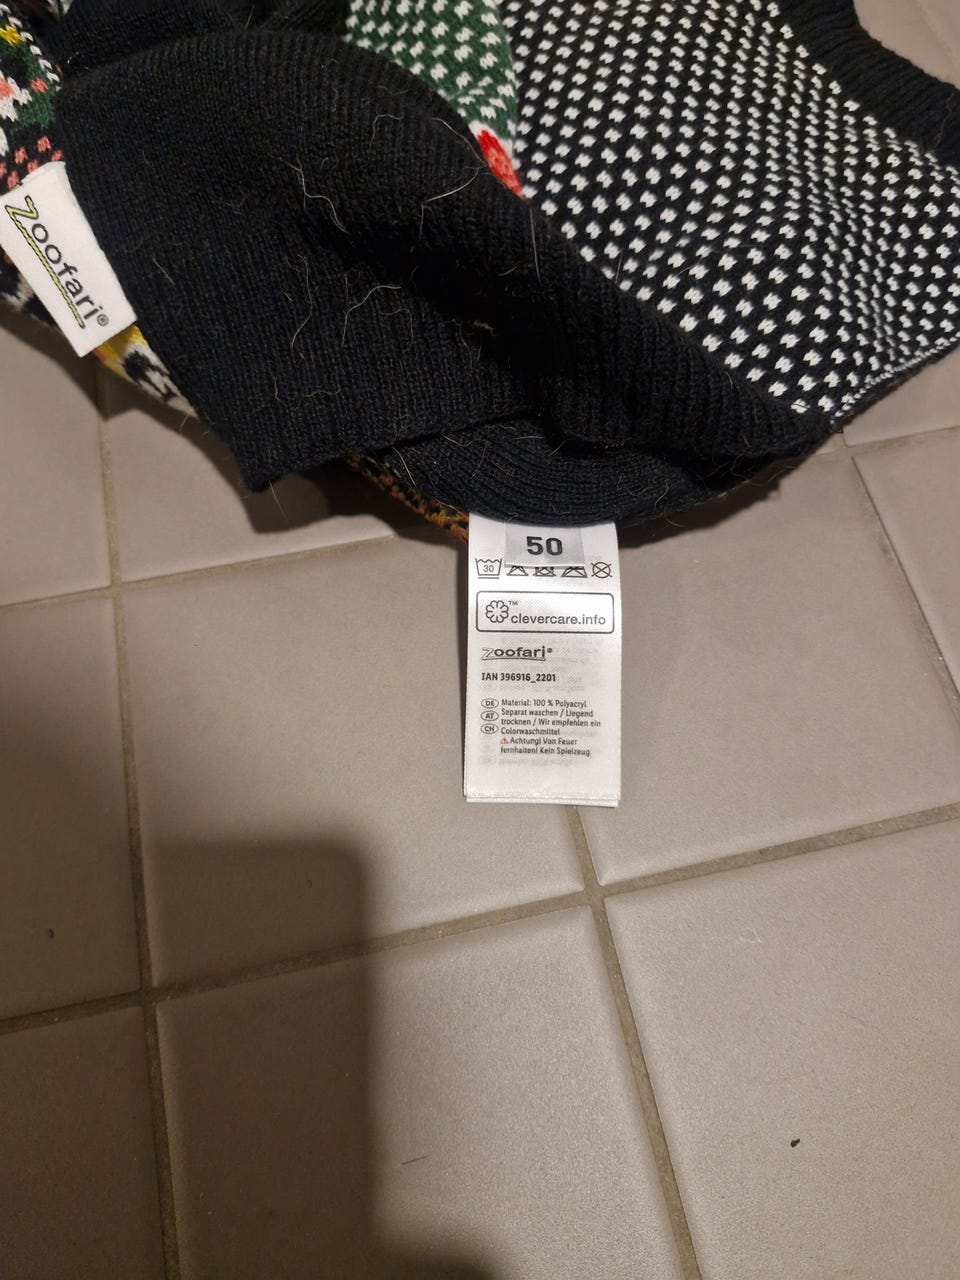 Zoofari®
50
30
™
clevercare.info
Zoofari®
IAN 396916_2201
DE Material: 100 % Polyacryl
AT Separat waschen / Liegend
trocknen / Wir empfehlen ein
CH Colorwaschmittel
Achtung! Von Feuer
fernhalten! Kein Spielzeug